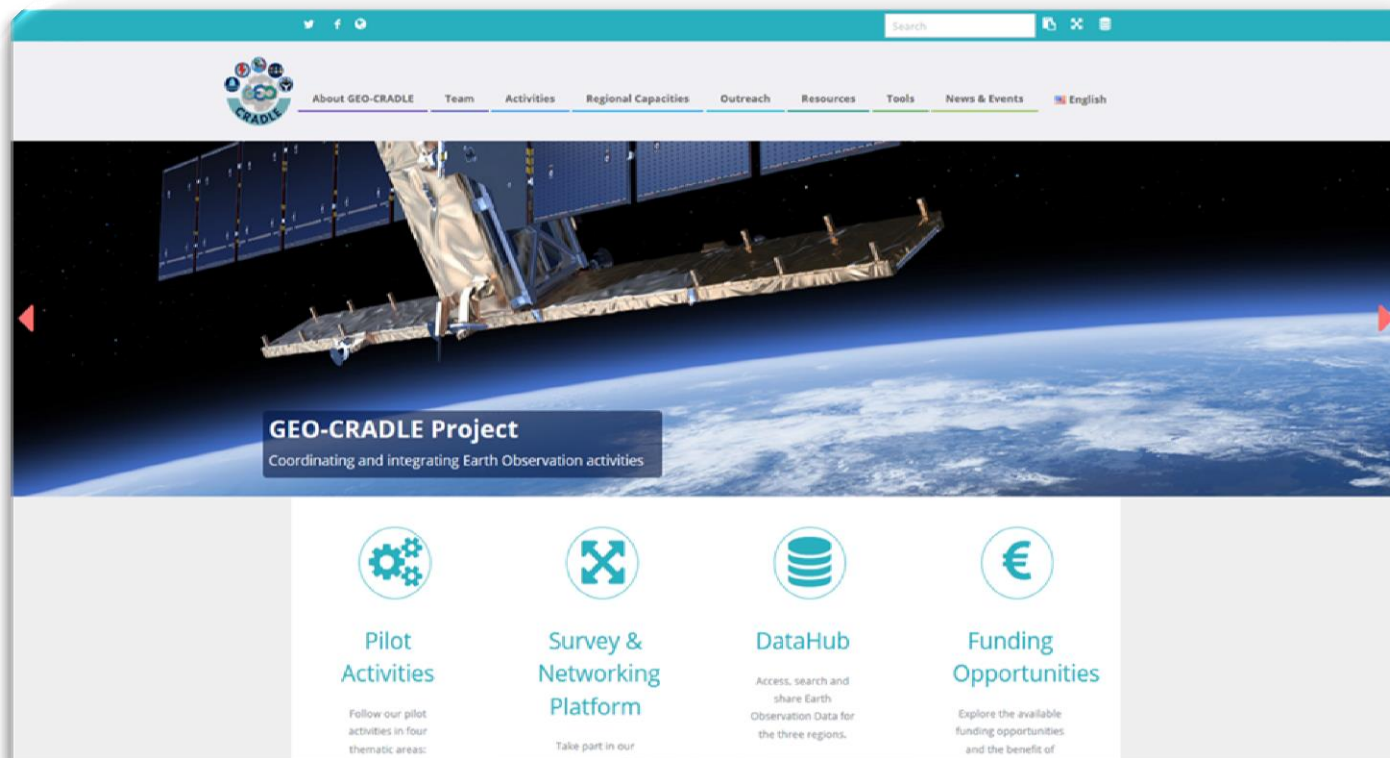 Search
GEO
CRADLE
About GEO-CRADLE Team Activities Regional Capacities Outreach Resources Tools News & Events English
GEO-CRADLE Project
Coordinating and integrating Earth Observation activities
Pilot
Activities
Follow our pilot
activities in four
thematic areas:
Survey &
Networking
Platform
Take part in our
DataHub
Access, search and
share Earth
Observation Data for
the three regions.
Funding
Opportunities
Explore the available
funding opportunities
and the benefit of